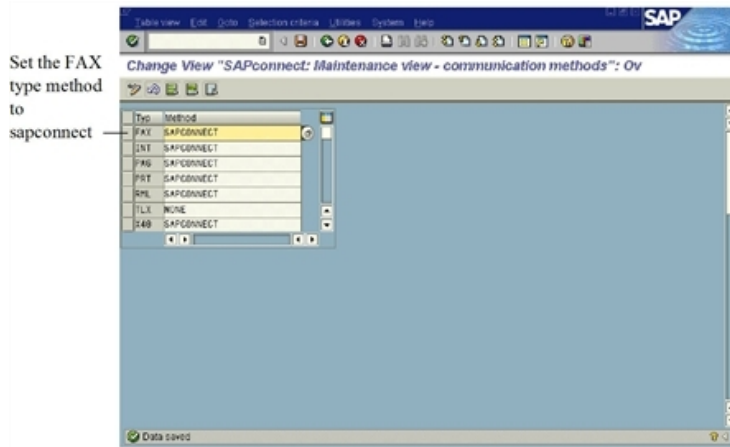 Table view Edit Goto Selection criteria Utilities System Help
SAP
Change View "SAPconnect: Maintenance view - communication methods": Ov
Set the FAX
type method
to
sapconnect
Typ Method
FAX SAPCONNECT
INT SAPCONNECT
PAG SAPCONNECT
PRT SAPCONNECT
RML SAPCONNECT
TLX NONE
X40 SAPCONNECT
Data saved